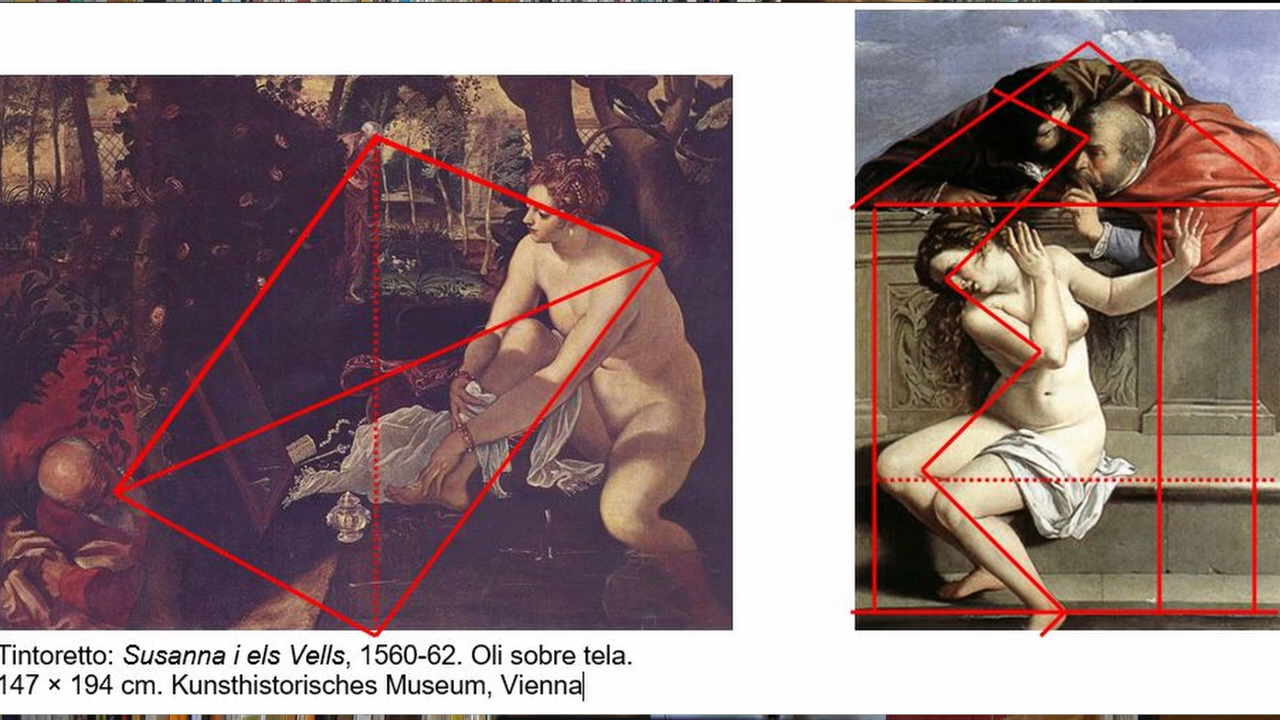 Tintoretto: Susanna i els Vells, 1560-62. Oli sobre tela.
147 × 194 cm. Kunsthistorisches Museum, Vienna